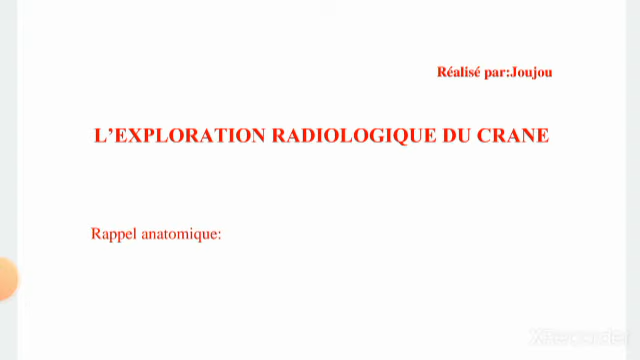 Réalisé par:Joujou
L'EXPLORATION RADIOLOGIQUE DU CRANE
Rappel anatomique:
XRecorder